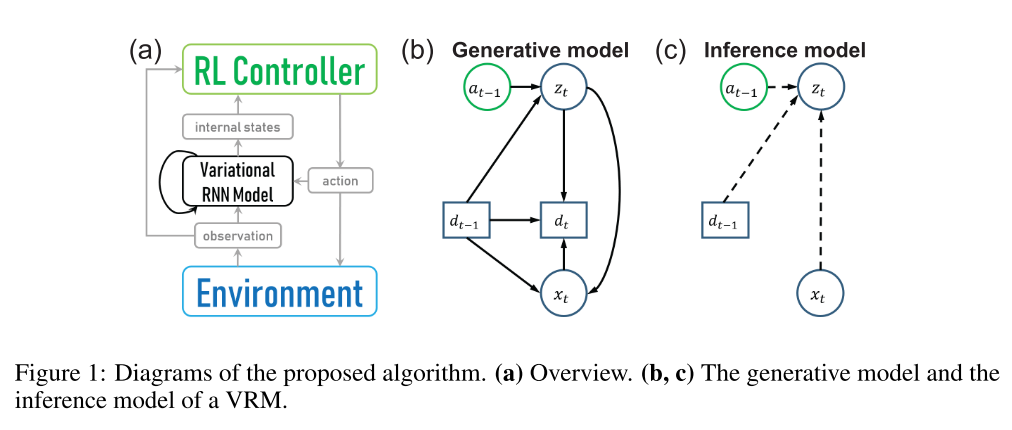 (a)
RL Controller
internal states
Variational
RNN Model
action
observation
Environment
(b) Generative model
a_{t-1}
z_t
d_{t-1}
d_t
x_t
(c) Inference model
a_{t-1}
z_t
d_{t-1}
x_t
Figure 1: Diagrams of the proposed algorithm. (a) Overview. (b, c) The generative model and the
inference model of a VRM.